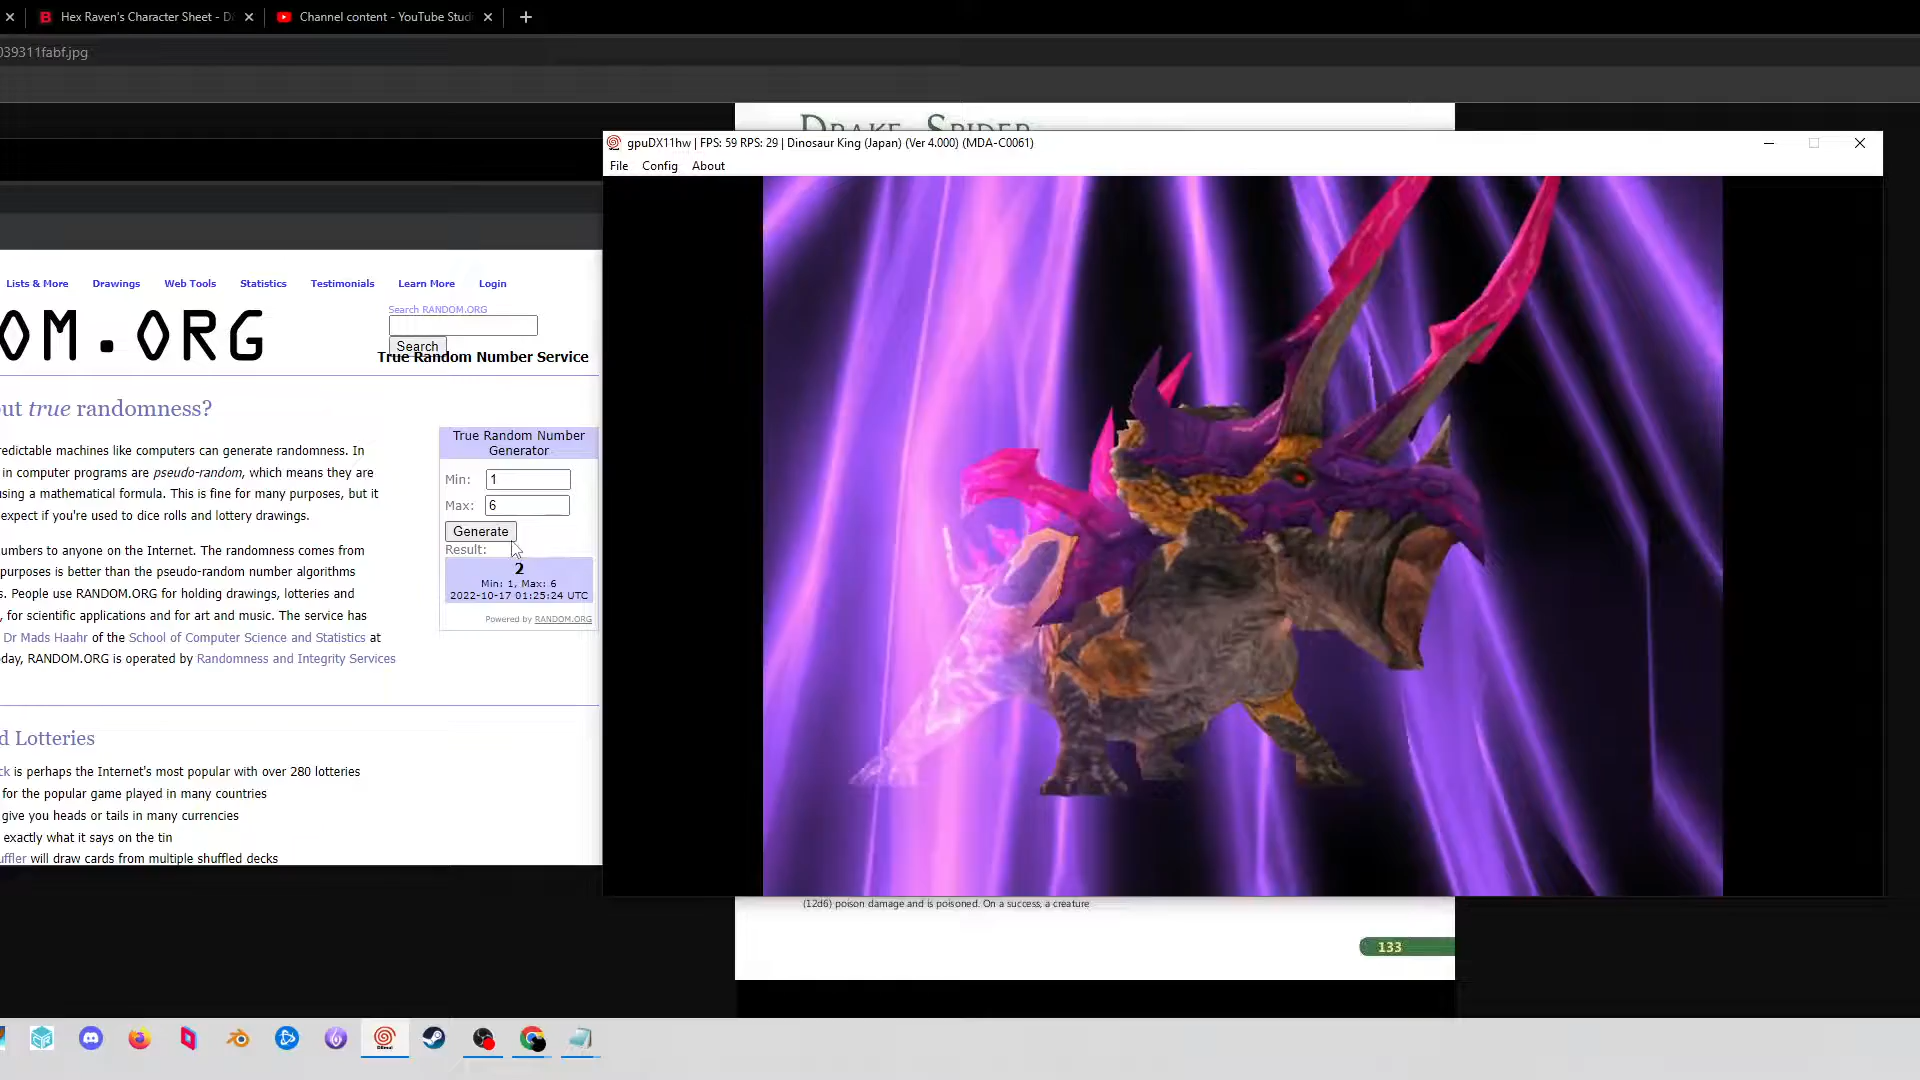 Hex Raven's Character Sheet - D
Channel content - YouTube Studi
039311fabf.jpg
DRAKE SPIDER
gpuDX11hw | FPS: 59 RPS: 29 | Dinosaur King (Japan) (Ver 4.000) (MDA-C0061)
File Config About
Lists & More Drawings Web Tools Statistics Testimonials Learn More Login
Search RANDOM.ORG
OM.ORG
Search
True Random Number Service
ut true randomness?
redictable machines like computers can generate randomness. In
in computer programs are pseudo-random, which means they are
using a mathematical formula. This is fine for many purposes, but it
expect if you're used to dice rolls and lottery drawings.
umbers to anyone on the Internet. The randomness comes from
purposes is better than the pseudo-random number algorithms
s. People use RANDOM.ORG for holding drawings, lotteries and
, for scientific applications and for art and music. The service has
Dr Mads Haahr of the School of Computer Science and Statistics at
day, RANDOM.ORG is operated by Randomness and Integrity Services
True Random Number
Generator
Min: 1
Max: 6
Generate
Result:
2
Min: 1, Max: 6
2022-10-17 01:25:24 UTC
Powered by RANDOM.ORG
d Lotteries
ck is perhaps the Internet's most popular with over 280 lotteries
for the popular game played in many countries
give you heads or tails in many currencies
exactly what it says on the tin
uffler will draw cards from multiple shuffled decks
(12d6) poison damage and is poisoned. On a success, a creature
133